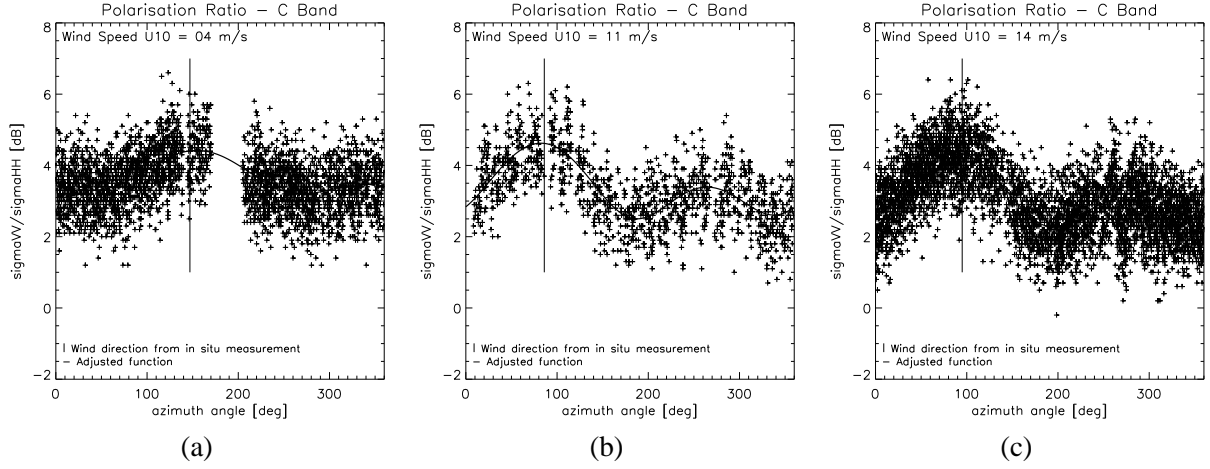 Polarisation Ratio − C Band
Wind Speed U10 = 04 m/s
sigmaVV/sigmaHH [dB]
8
6
4
2
0
−2
I Wind direction from in situ measurement
− Adjusted function
0 100 200 300
azimuth angle [deg]
(a)
Polarisation Ratio − C Band
Wind Speed U10 = 11 m/s
sigmaVV/sigmaHH [dB]
8
6
4
2
0
−2
I Wind direction from in situ measurement
− Adjusted function
0 100 200 300
azimuth angle [deg]
(b)
Polarisation Ratio − C Band
Wind Speed U10 = 14 m/s
sigmaVV/sigmaHH [dB]
8
6
4
2
0
−2
I Wind direction from in situ measurement
− Adjusted function
0 100 200 300
azimuth angle [deg]
(c)